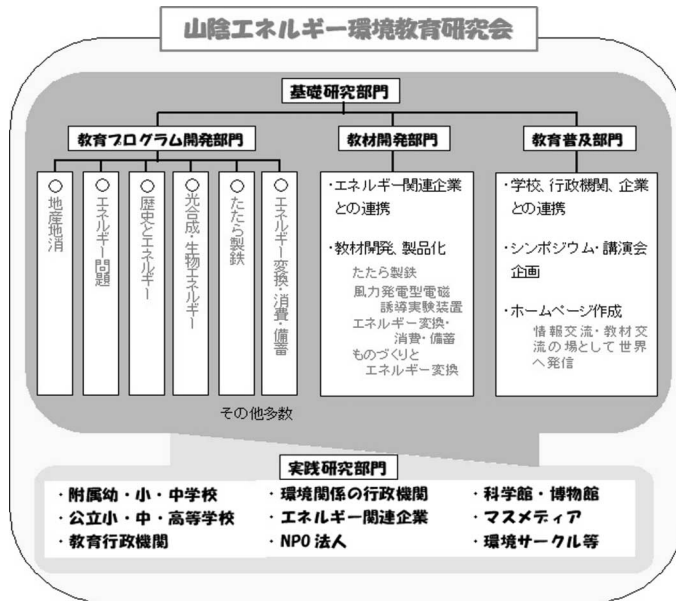 山陰エネルギー環境教育研究会
基礎研究部門
教育プログラム開発部門
教材開発部門
教育普及部門
○地産地消
○エネルギー問題
○歴史とエネルギー
○光合成・生物エネルギー
○たたら製鉄
○エネルギー変換・消費・備蓄
その他多数
・エネルギー関連企業
との連携
・教材開発、製品化
たたら製鉄
風力発電型電磁
誘導実験装置
エネルギー変換・
消費・備蓄
ものづくりと
エネルギー変換
・学校、行政機関、企業
との連携
・シンポジウム・講演会
企画
・ホームページ作成
情報交流・教材交
流の場として世界
へ発信
実践研究部門
・附属幼・小・中学校
・公立小・中・高等学校
・教育行政機関
・環境関係の行政機関
・エネルギー関連企業
・NPO 法人
・科学館・博物館
・マスメディア
・環境サークル等